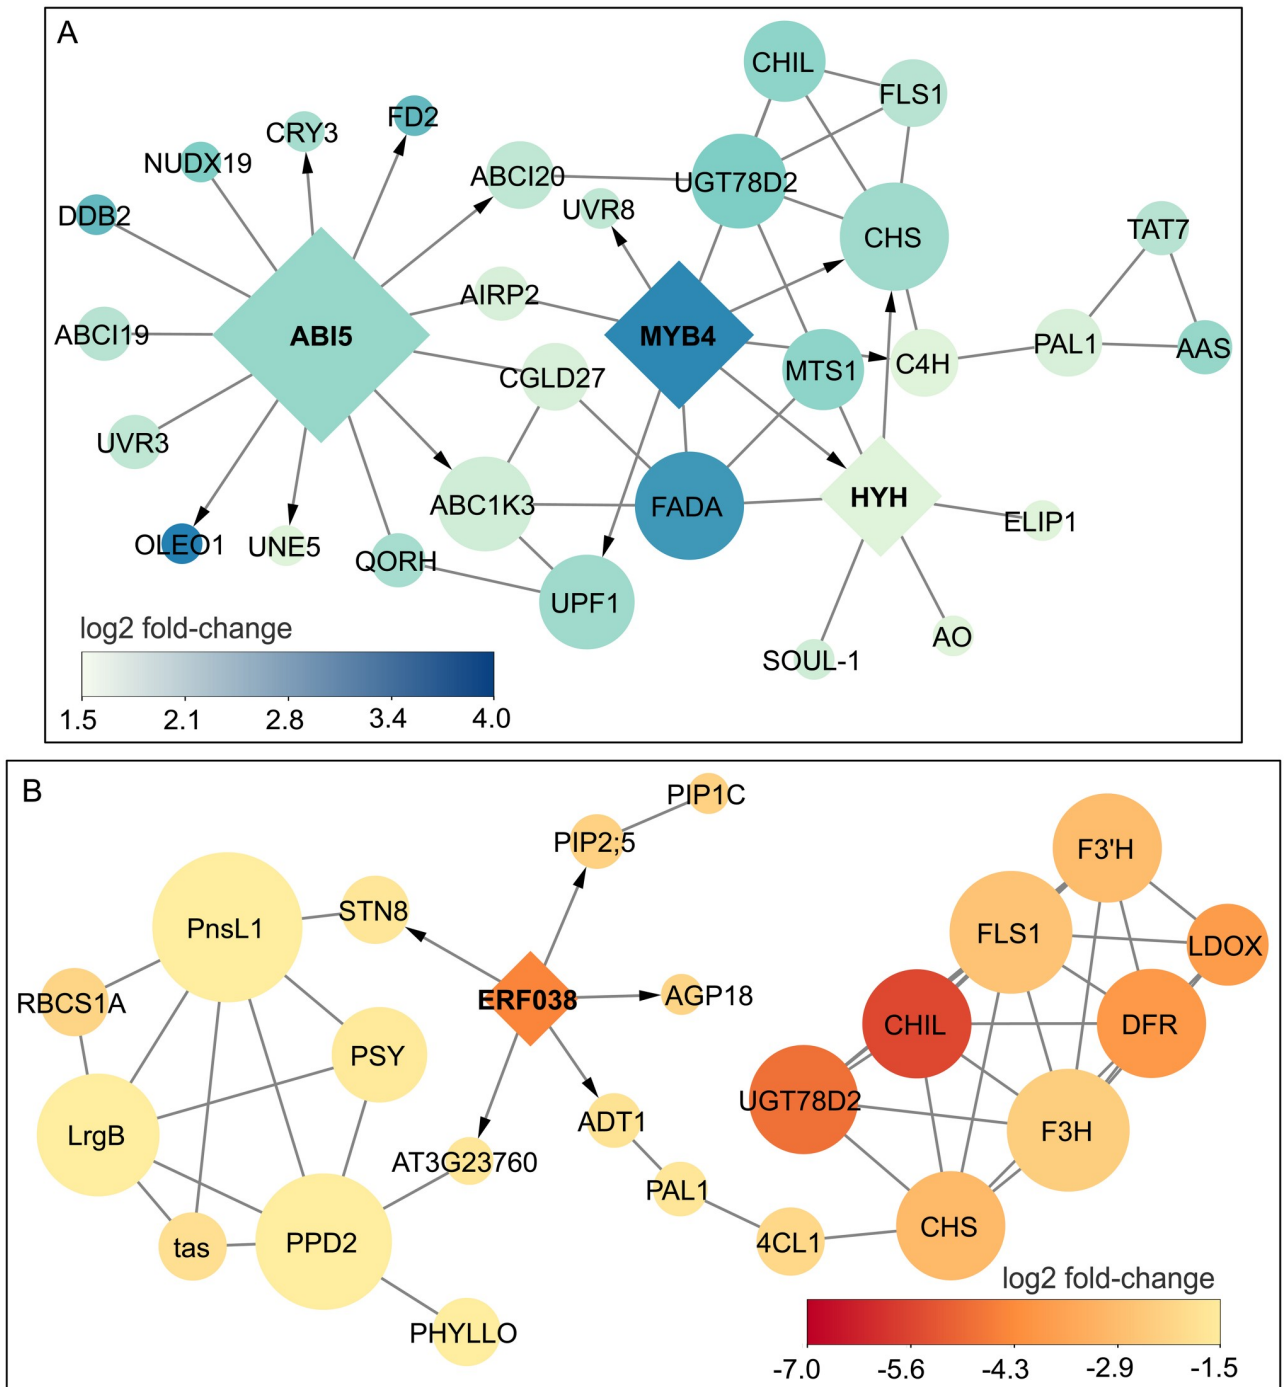 A
CHIL
FLS1
FD2
CRY3
NUDX19
ABCI20
UGT78D2
UVR8
DDB2
CHS
TAT7
AIRP2
ABCI19
ABI5
MYB4
PAL1
AAS
MTS1
C4H
CGLD27
UVR3
HYH
ABC1K3
FADA
ELIP1
OLEO1
UNE5
QORH
UPF1
AO
SOUL-1
log2 fold-change
1.5 2.1 2.8 3.4 4.0
B
PIP1C
PIP2;5
F3'H
STN8
PnsL1
FLS1
LDOX
RBCS1A
ERF038
AGP18
CHIL
DFR
PSY
UGT78D2
ADT1
LrgB
F3H
AT3G23760
PAL1
CHS
4CL1
PPD2
tas
PHYLLO
log2 fold-change
-7.0 -5.6 -4.3 -2.9 -1.5